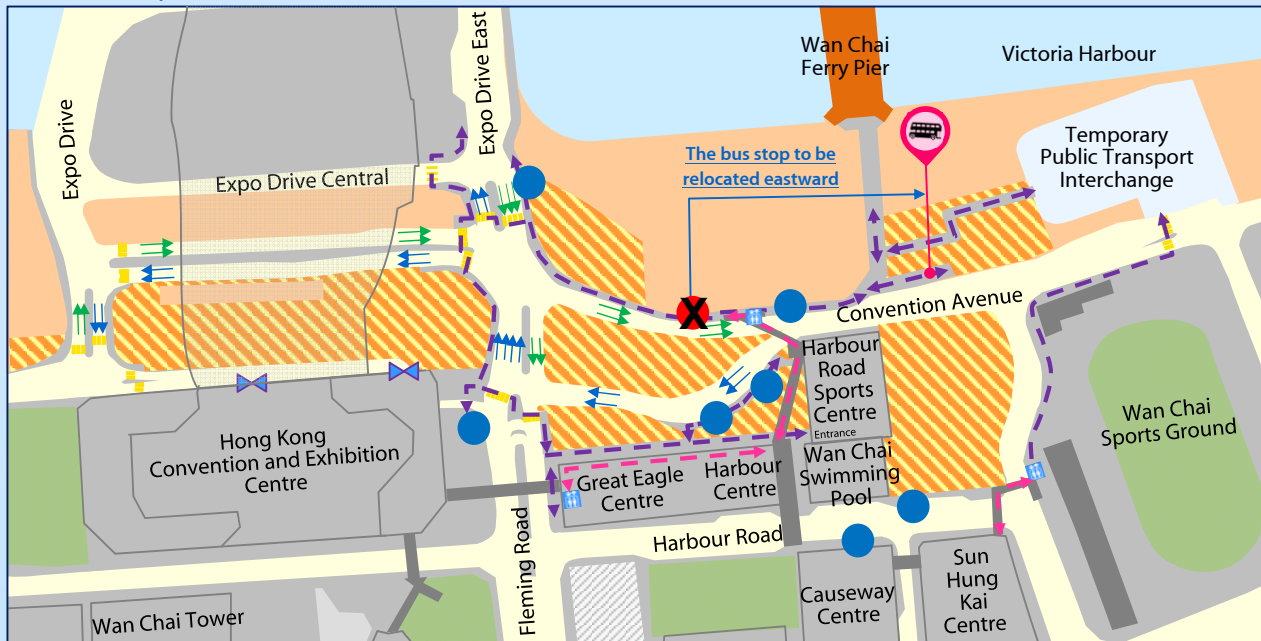 Wan Chai
Ferry Pier
Victoria Harbour
Expo Drive East
Expo Drive
Temporary
Public Transport
Interchange
The bus stop to be
relocated eastward
Expo Drive Central
X
Convention Avenue
Harbour
Road
Sports
Centre
Entrance
Wan Chai
Sports Ground
Hong Kong
Convention and Exhibition
Centre
Great Eagle
Centre
Harbour
Centre
Wan Chai
Swimming
Pool
Fleming Road
Harbour Road
Sun
Hung
Kai
Centre
Causeway
Centre
Wan Chai Tower